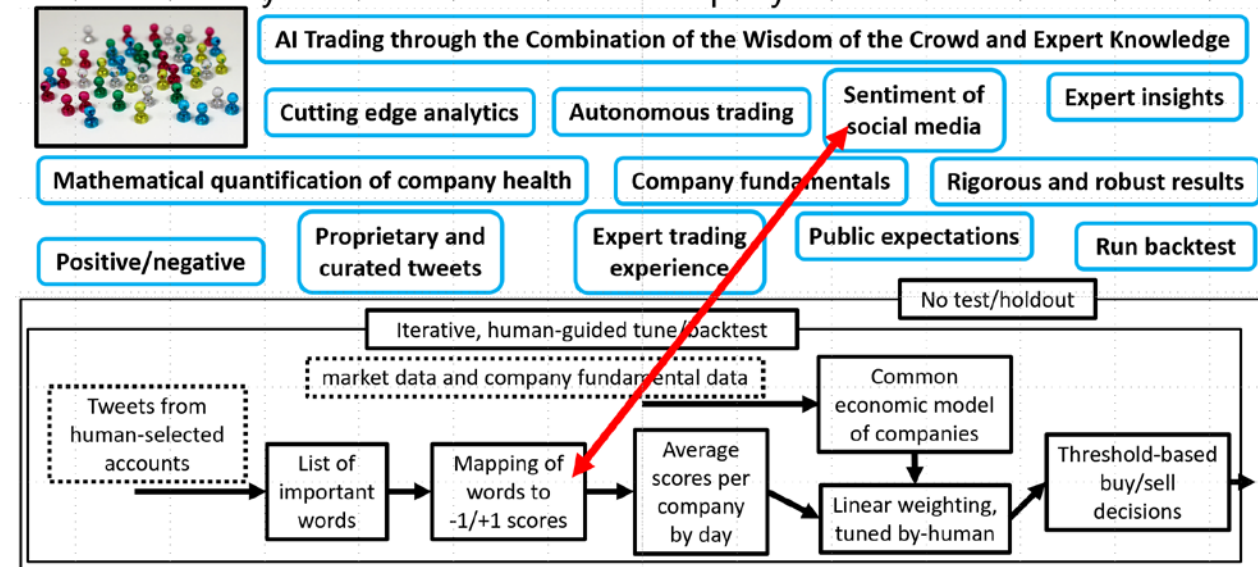 AI Trading through the Combination of the Wisdom of the Crowd and Expert Knowledge
Cutting edge analytics
Autonomous trading
Sentiment of
social media
Expert insights
Mathematical quantification of company health
Company fundamentals
Rigorous and robust results
Positive/negative
Proprietary and
curated tweets
Expert trading
experience
Public expectations
Run backtest
No test/holdout
Iterative, human-guided tune/backtest
market data and company fundamental data
Tweets from
human-selected
accounts
List of
important
words
Mapping of
words to
-1/+1 scores
Average
scores per
company
by day
Common
economic model
of companies
Linear weighting,
tuned by-human
Threshold-based
buy/sell
decisions